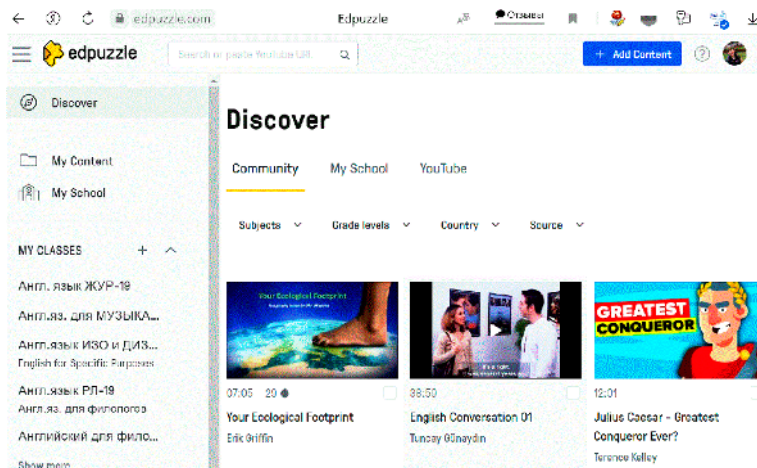 edpuzzle.com
Edpuzzle
Отзывы
edpuzzle
Search or paste YouTube URL
+ Add Content
?
Discover
My Content
My School
MY CLASSES +
Англ. язык ЖУР-19
Англ.яз. для МУЗЫКА...
Англ.язык ИЗО и ДИЗ...
English for Specific Purposes
Англ.язык РЛ-19
Англ.яз. для филологов
Английский для фило...
Show more
Discover
Community
My School
YouTube
Subjects
Grade levels
Country
Source
Your Ecological Footprint
07:05 20
Your Ecological Footprint
Erik Griffin
38:50
English Conversation 01
Tuncay Günaydın
GREATEST
CONQUEROR
12:01
Julius Caesar - Greatest
Conqueror Ever?
Terence Kelley